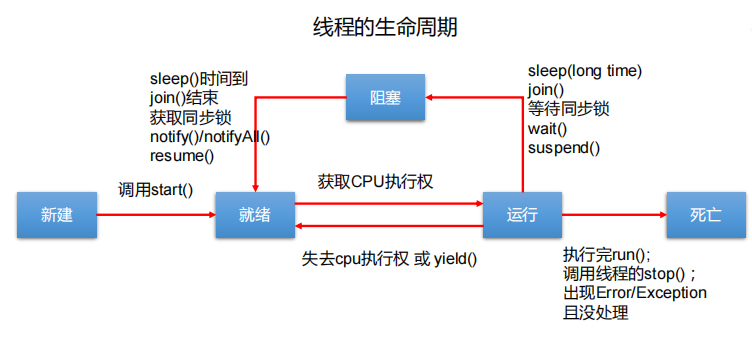 线程的生命周期
sleep()时间到
join()结束
获取同步锁
notify()/notifyAll()
resume()
阻塞
sleep(long time)
join()
等待同步锁
wait()
suspend()
调用start()
获取CPU执行权
新建
就绪
运行
死亡
失去cpu执行权 或 yield()
执行完run();
调用线程的stop() ;
出现Error/Exception
且没处理